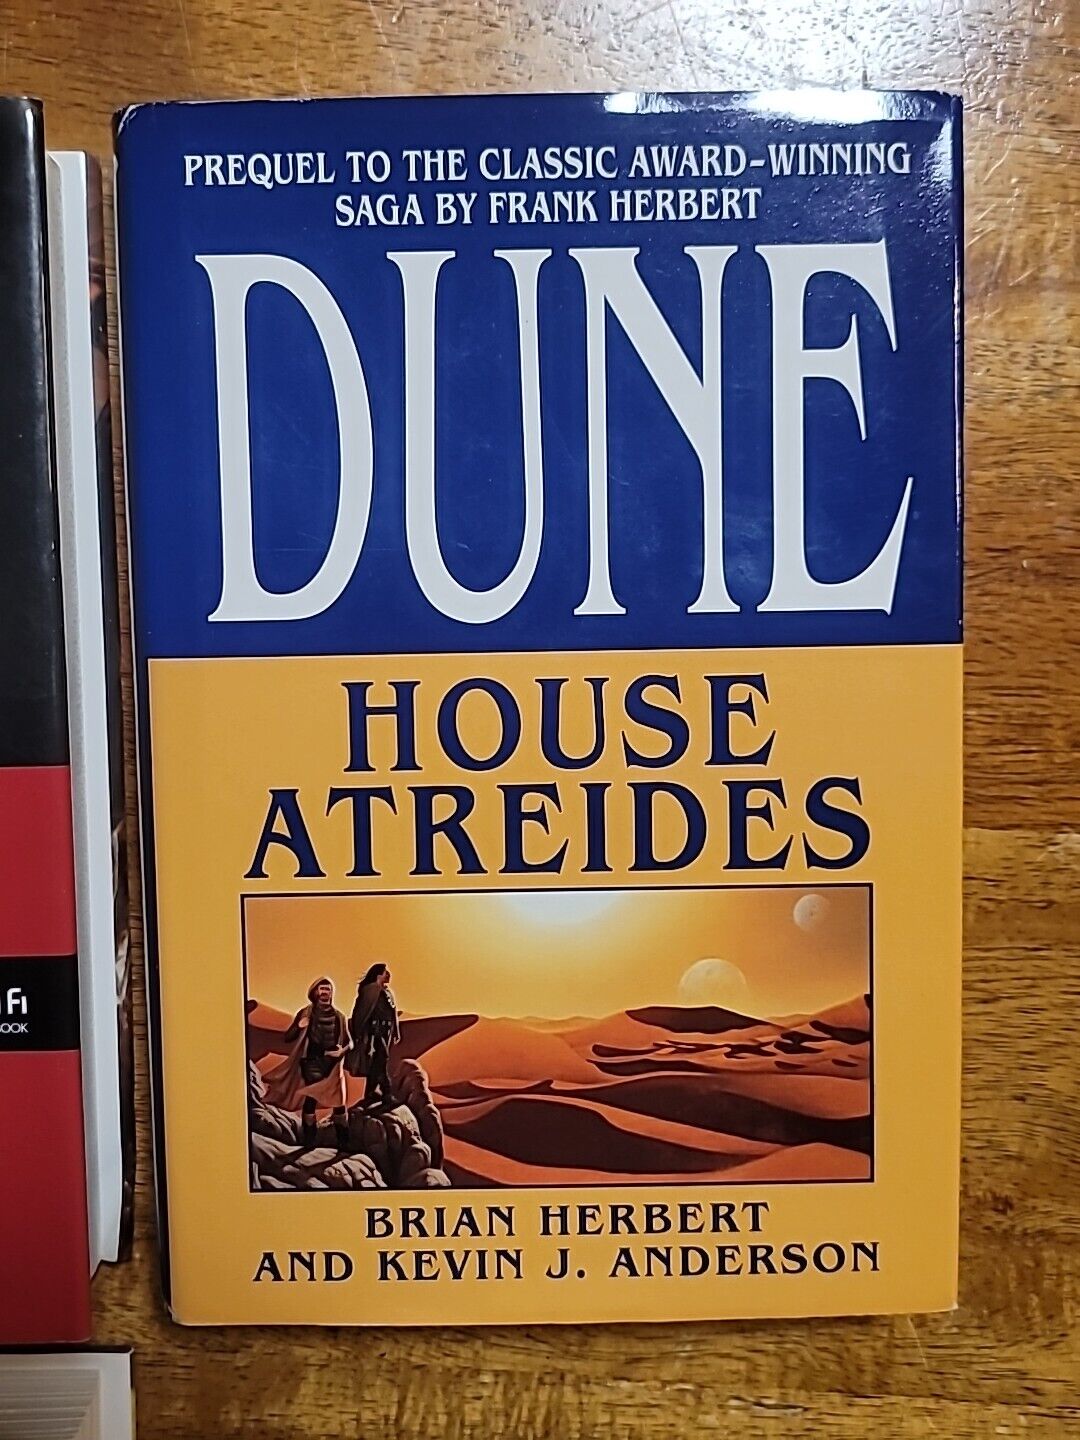 PREQUEL TO THE CLASSIC AWARD-WINNING
SAGA BY FRANK HERBERT
DUNE
HOUSE
ATREIDES
BRIAN HERBERT
AND KEVIN J. ANDERSON